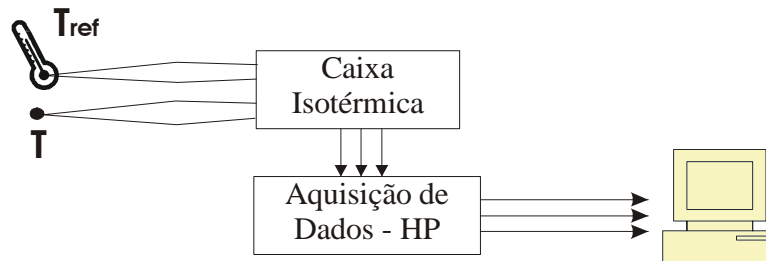 Tref
T
Caixa
Isotérmica
Aquisição de
Dados - HP